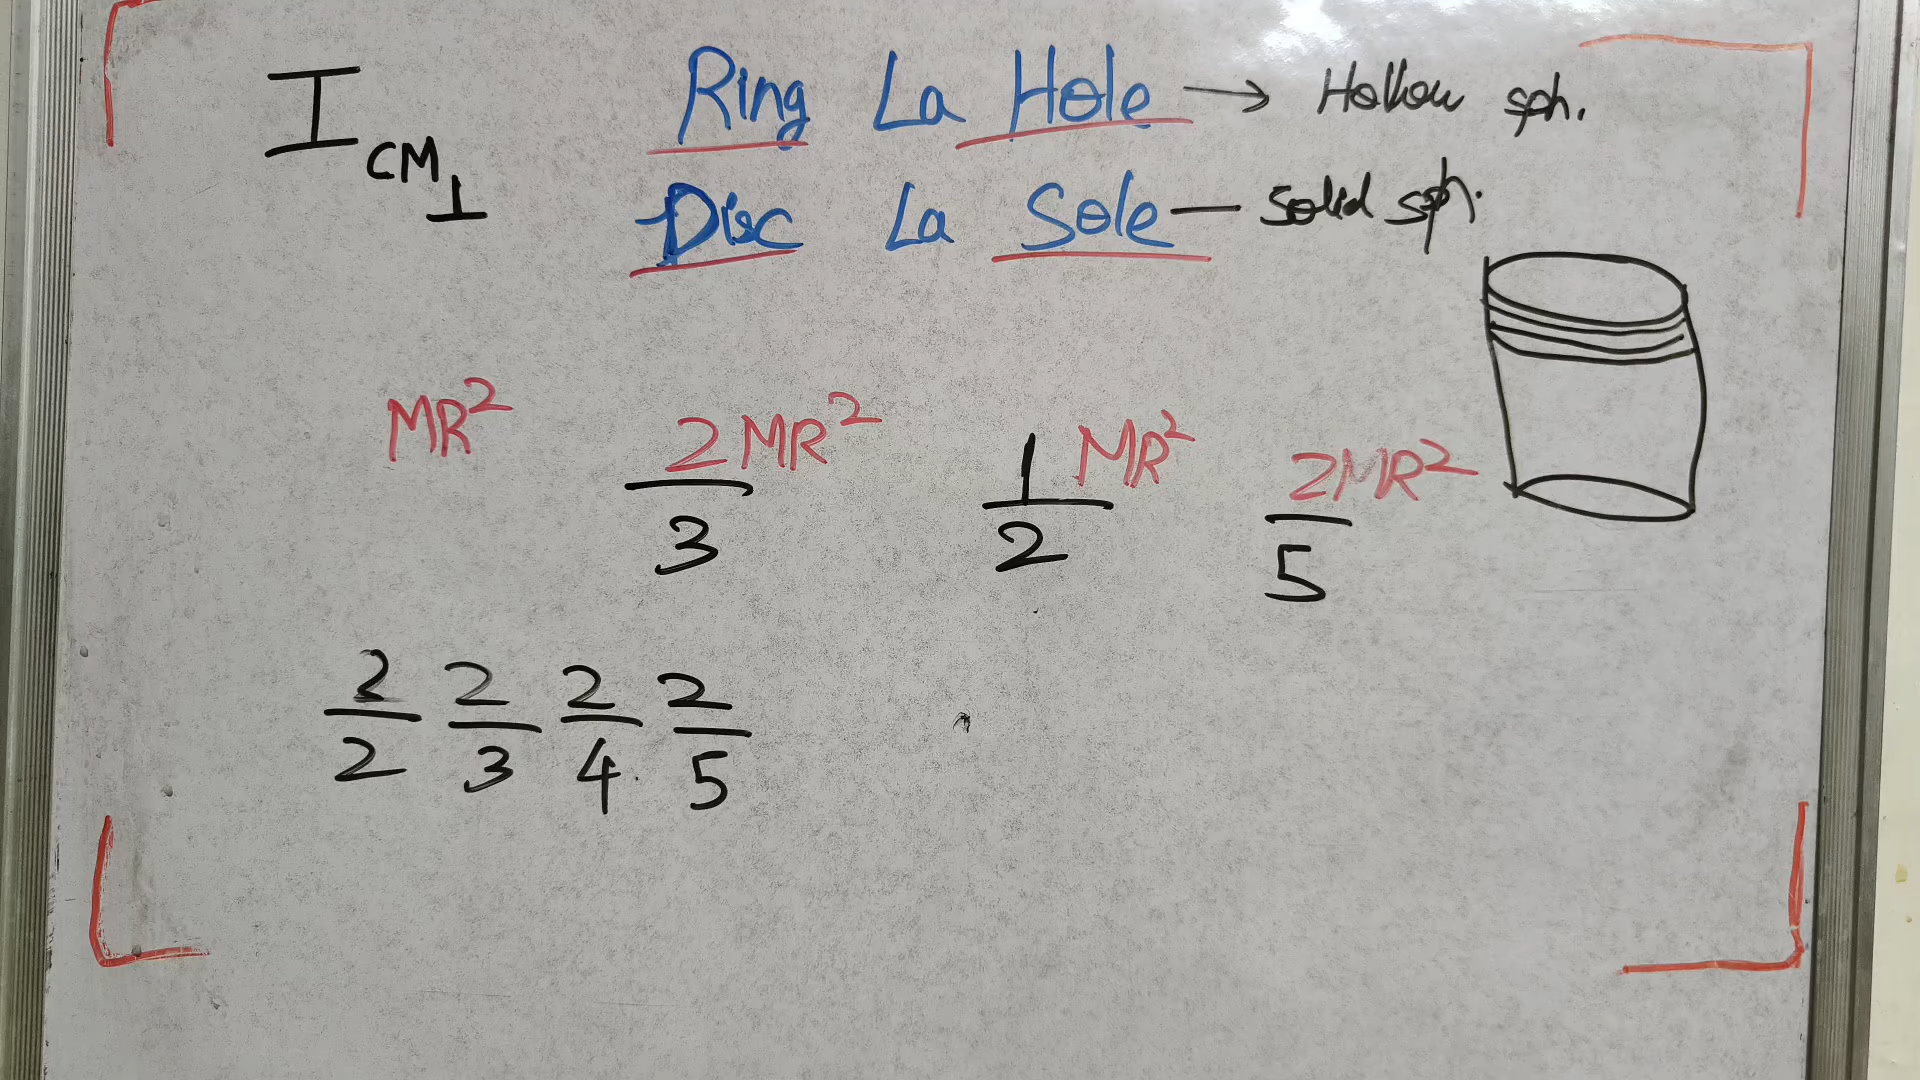 I CM⊥ Ring La Hole → Hollow sph.
Disc La Sole — Solid sph.
MR² 2MR²/3 1/2 MR² 2MR²/5
2/2 2/3 2/4 2/5